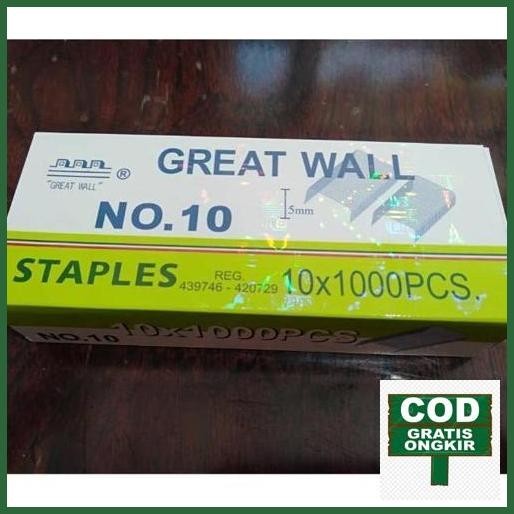 GREAT WALL
"GREAT WALL" ®
NO.10
5mm
STAPLES
REG.
439746 - 420729
10x1000PCS.
NO.10 10x1000PCS.
COD
GRATIS
ONGKIR